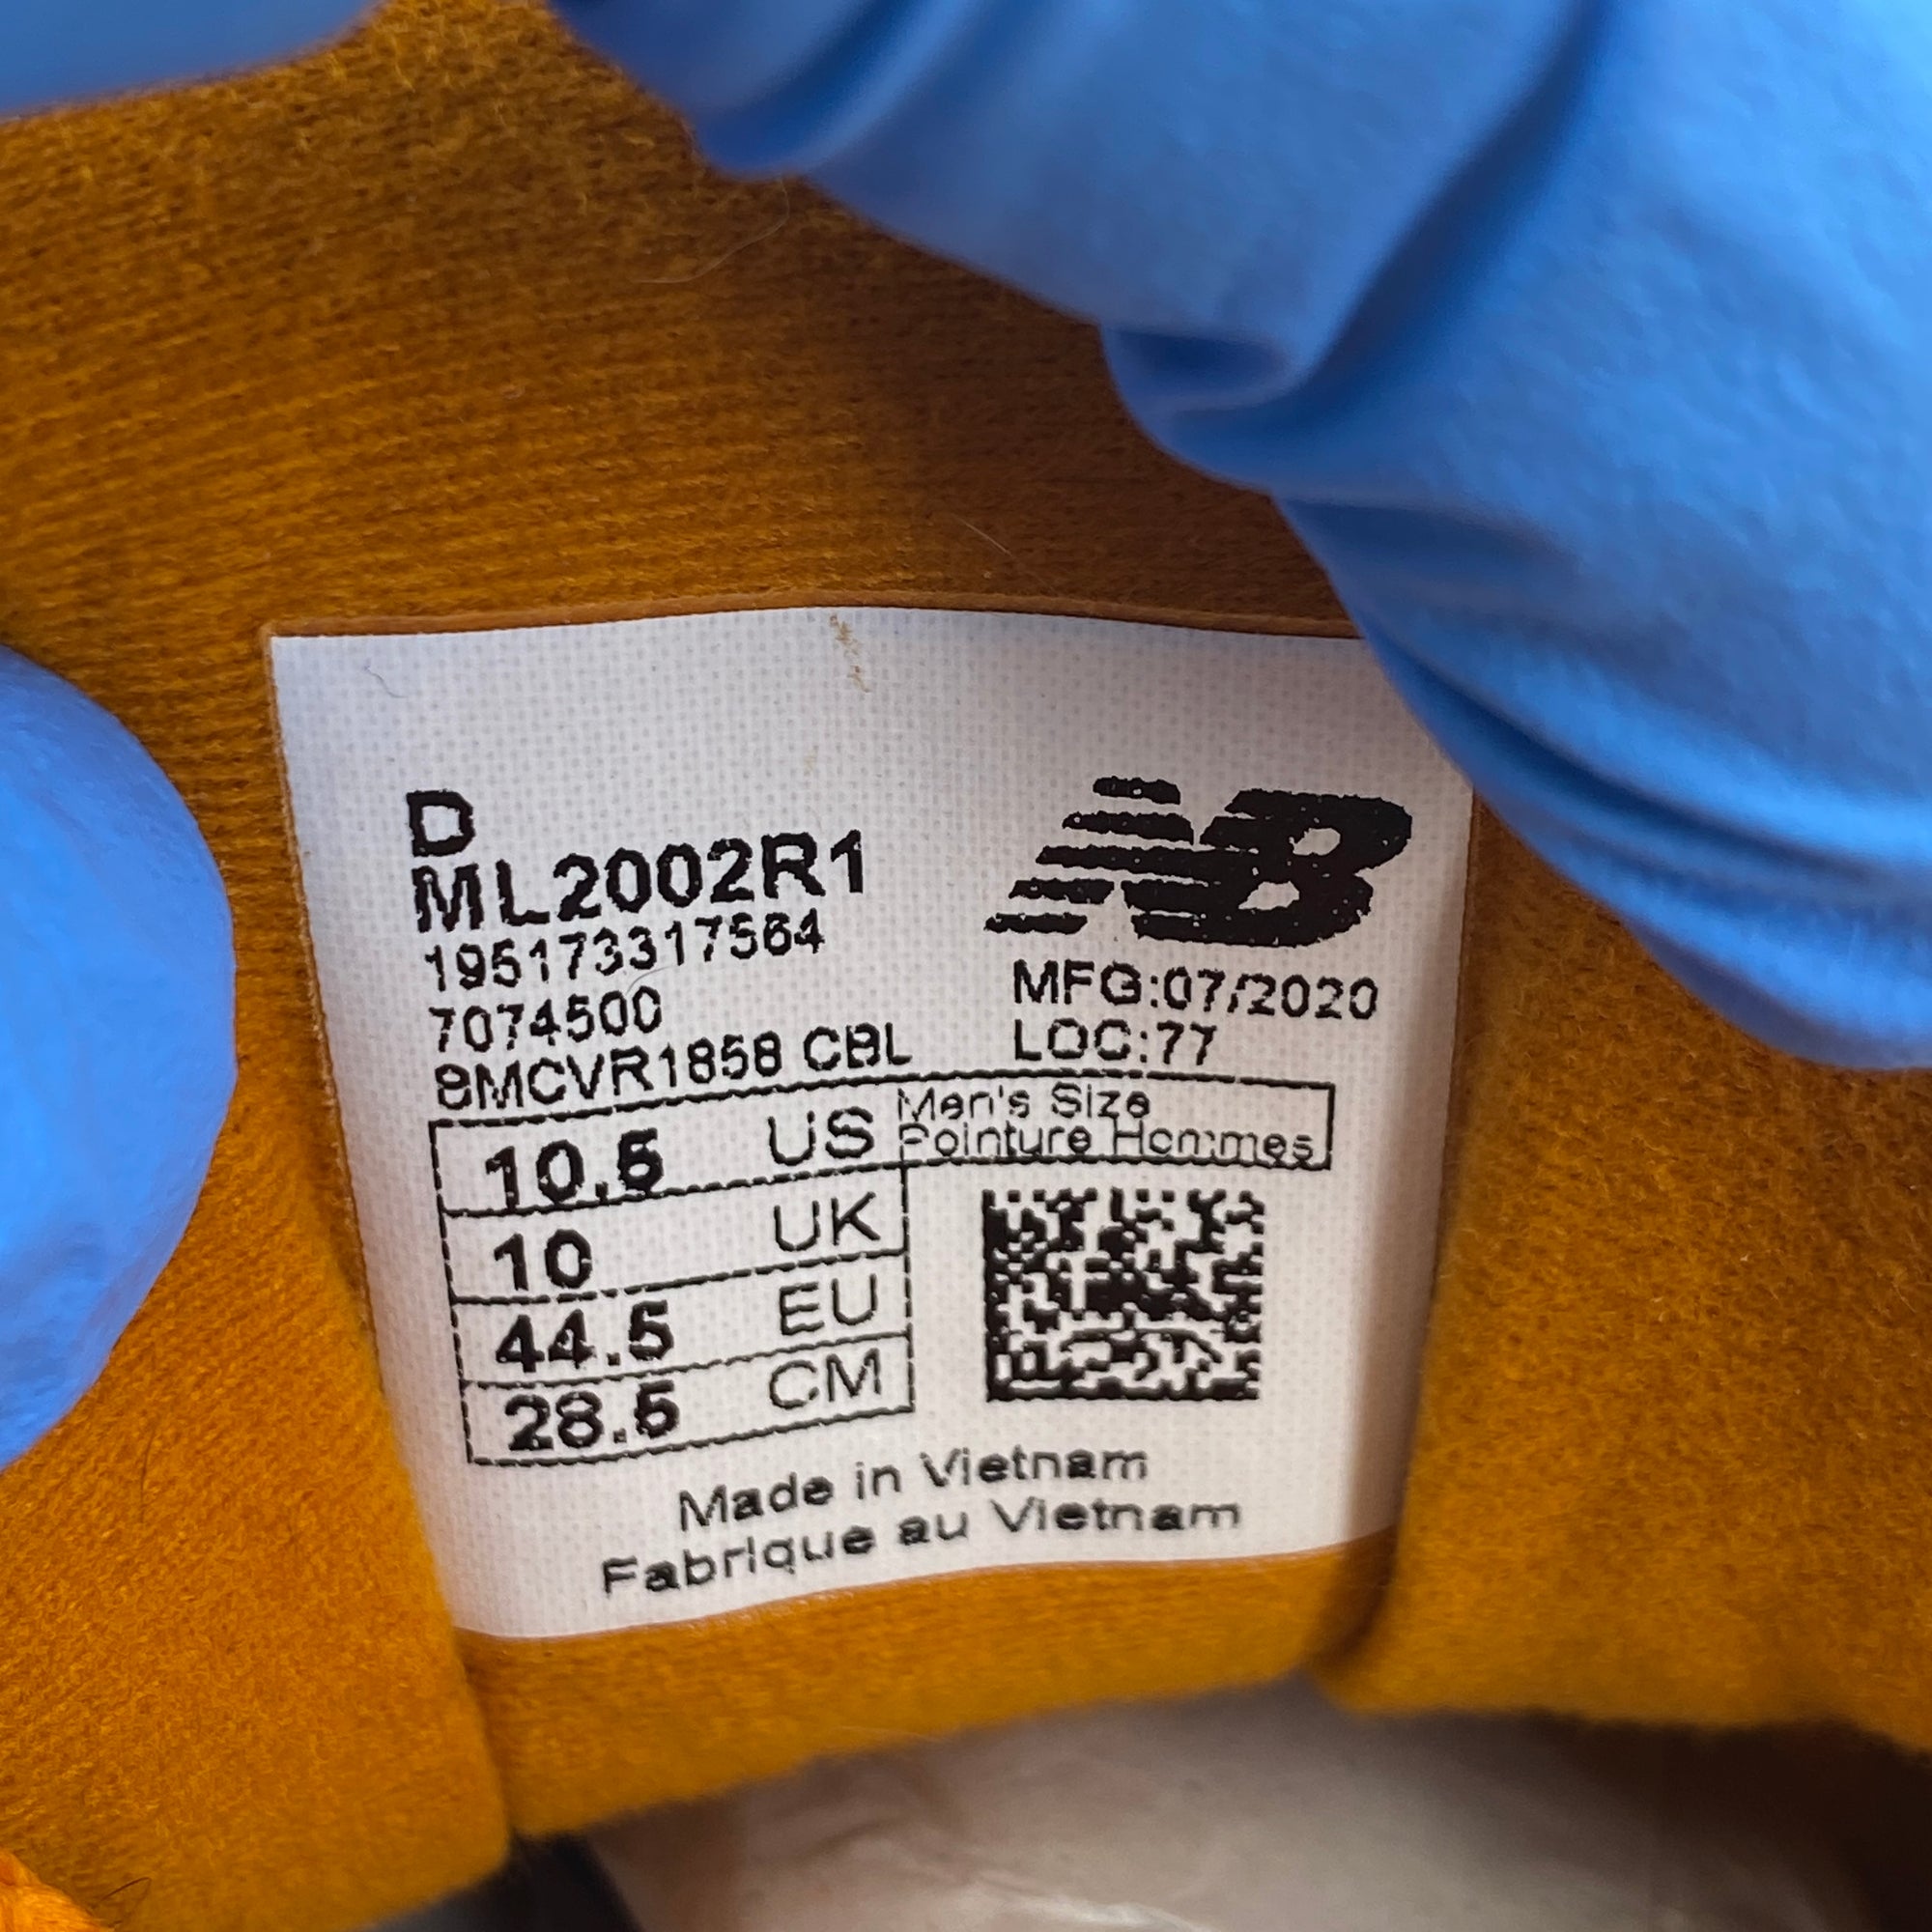 D
ML2002R1
195173317564
7074500
8MCVR1858 CBL
NB
MFG:07/2020
LOC:77
10.5 US Men's Size
Pointure Hommes
10 UK
44.5 EU
28.5 CM
Made in Vietnam
Fabrique au Vietnam